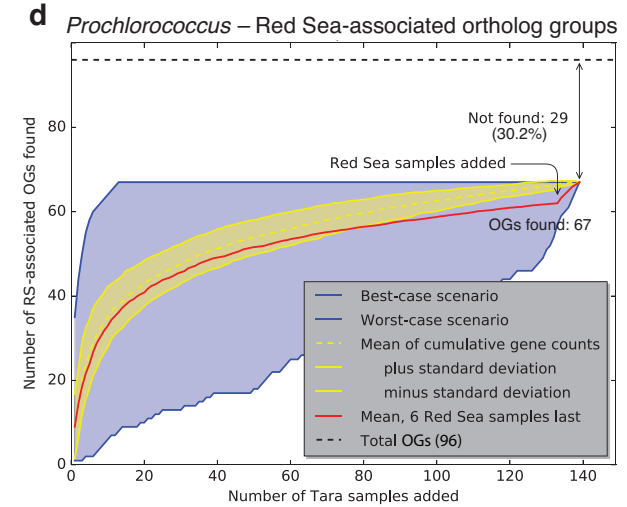 d
Prochlorococcus – Red Sea-associated ortholog groups
Number of RS-associated OGs found
80
60
40
20
0
Not found: 29
(30.2%)
Red Sea samples added
OGs found: 67
Best-case scenario
Worst-case scenario
Mean of cumulative gene counts
plus standard deviation
minus standard deviation
Mean, 6 Red Sea samples last
Total OGs (96)
0 20 40 60 80 100 120 140
Number of Tara samples added